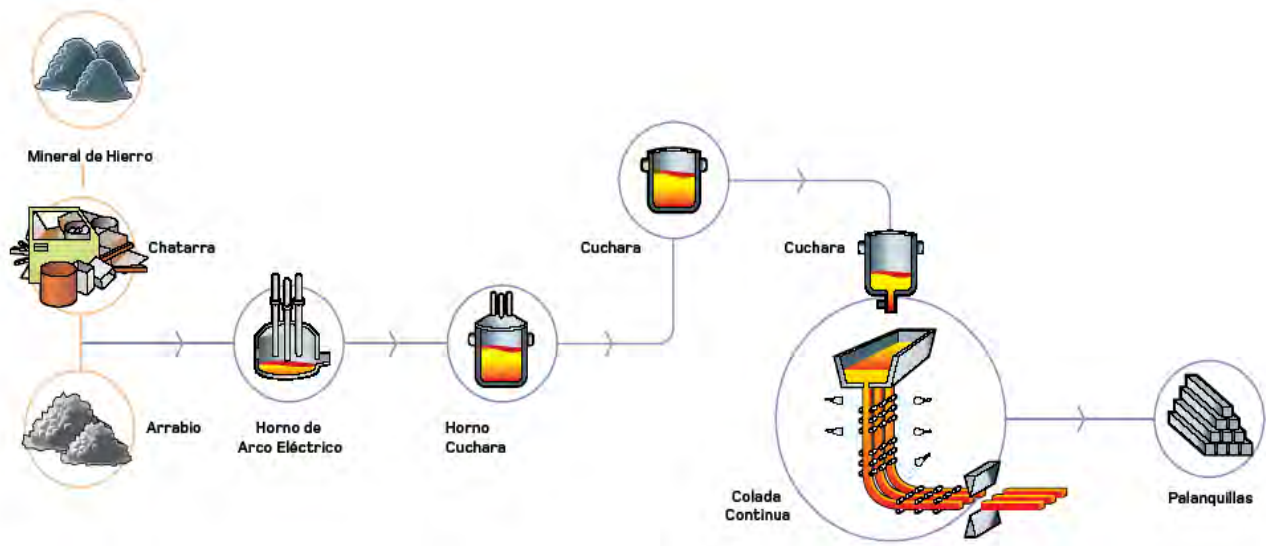 Mineral de Hierro
Chatarra
Arrabio
Horno de
Arco Eléctrico
Horno
Cuchara
Cuchara
Cuchara
Colada
Continua
Palanquillas